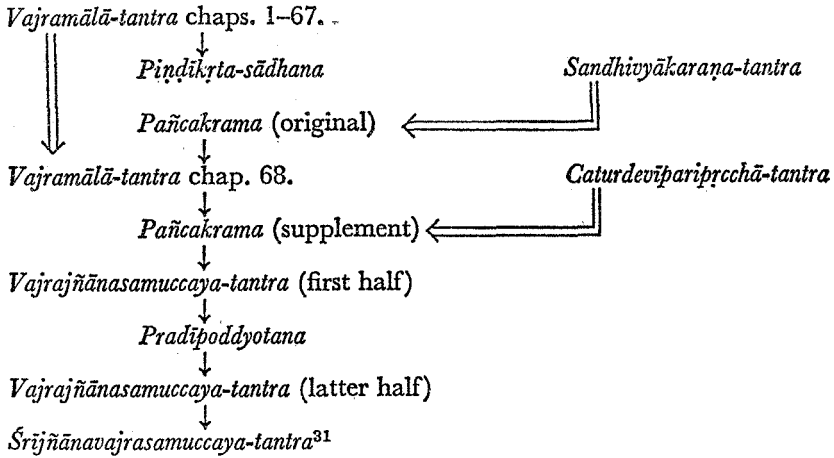 Vajramālā-tantra chaps. 1–67.
Piṇḍīkṛta-sādhana
Sandhivyākaraṇa-tantra
Pañcakrama (original)
Vajramālā-tantra chap. 68.
Caturdevīparipṛcchā-tantra
Pañcakrama (supplement)
Vajrajñānasamuccaya-tantra (first half)
Pradīpoddyotana
Vajrajñānasamuccaya-tantra (latter half)
Śrījñānavajrasamuccaya-tantra³¹